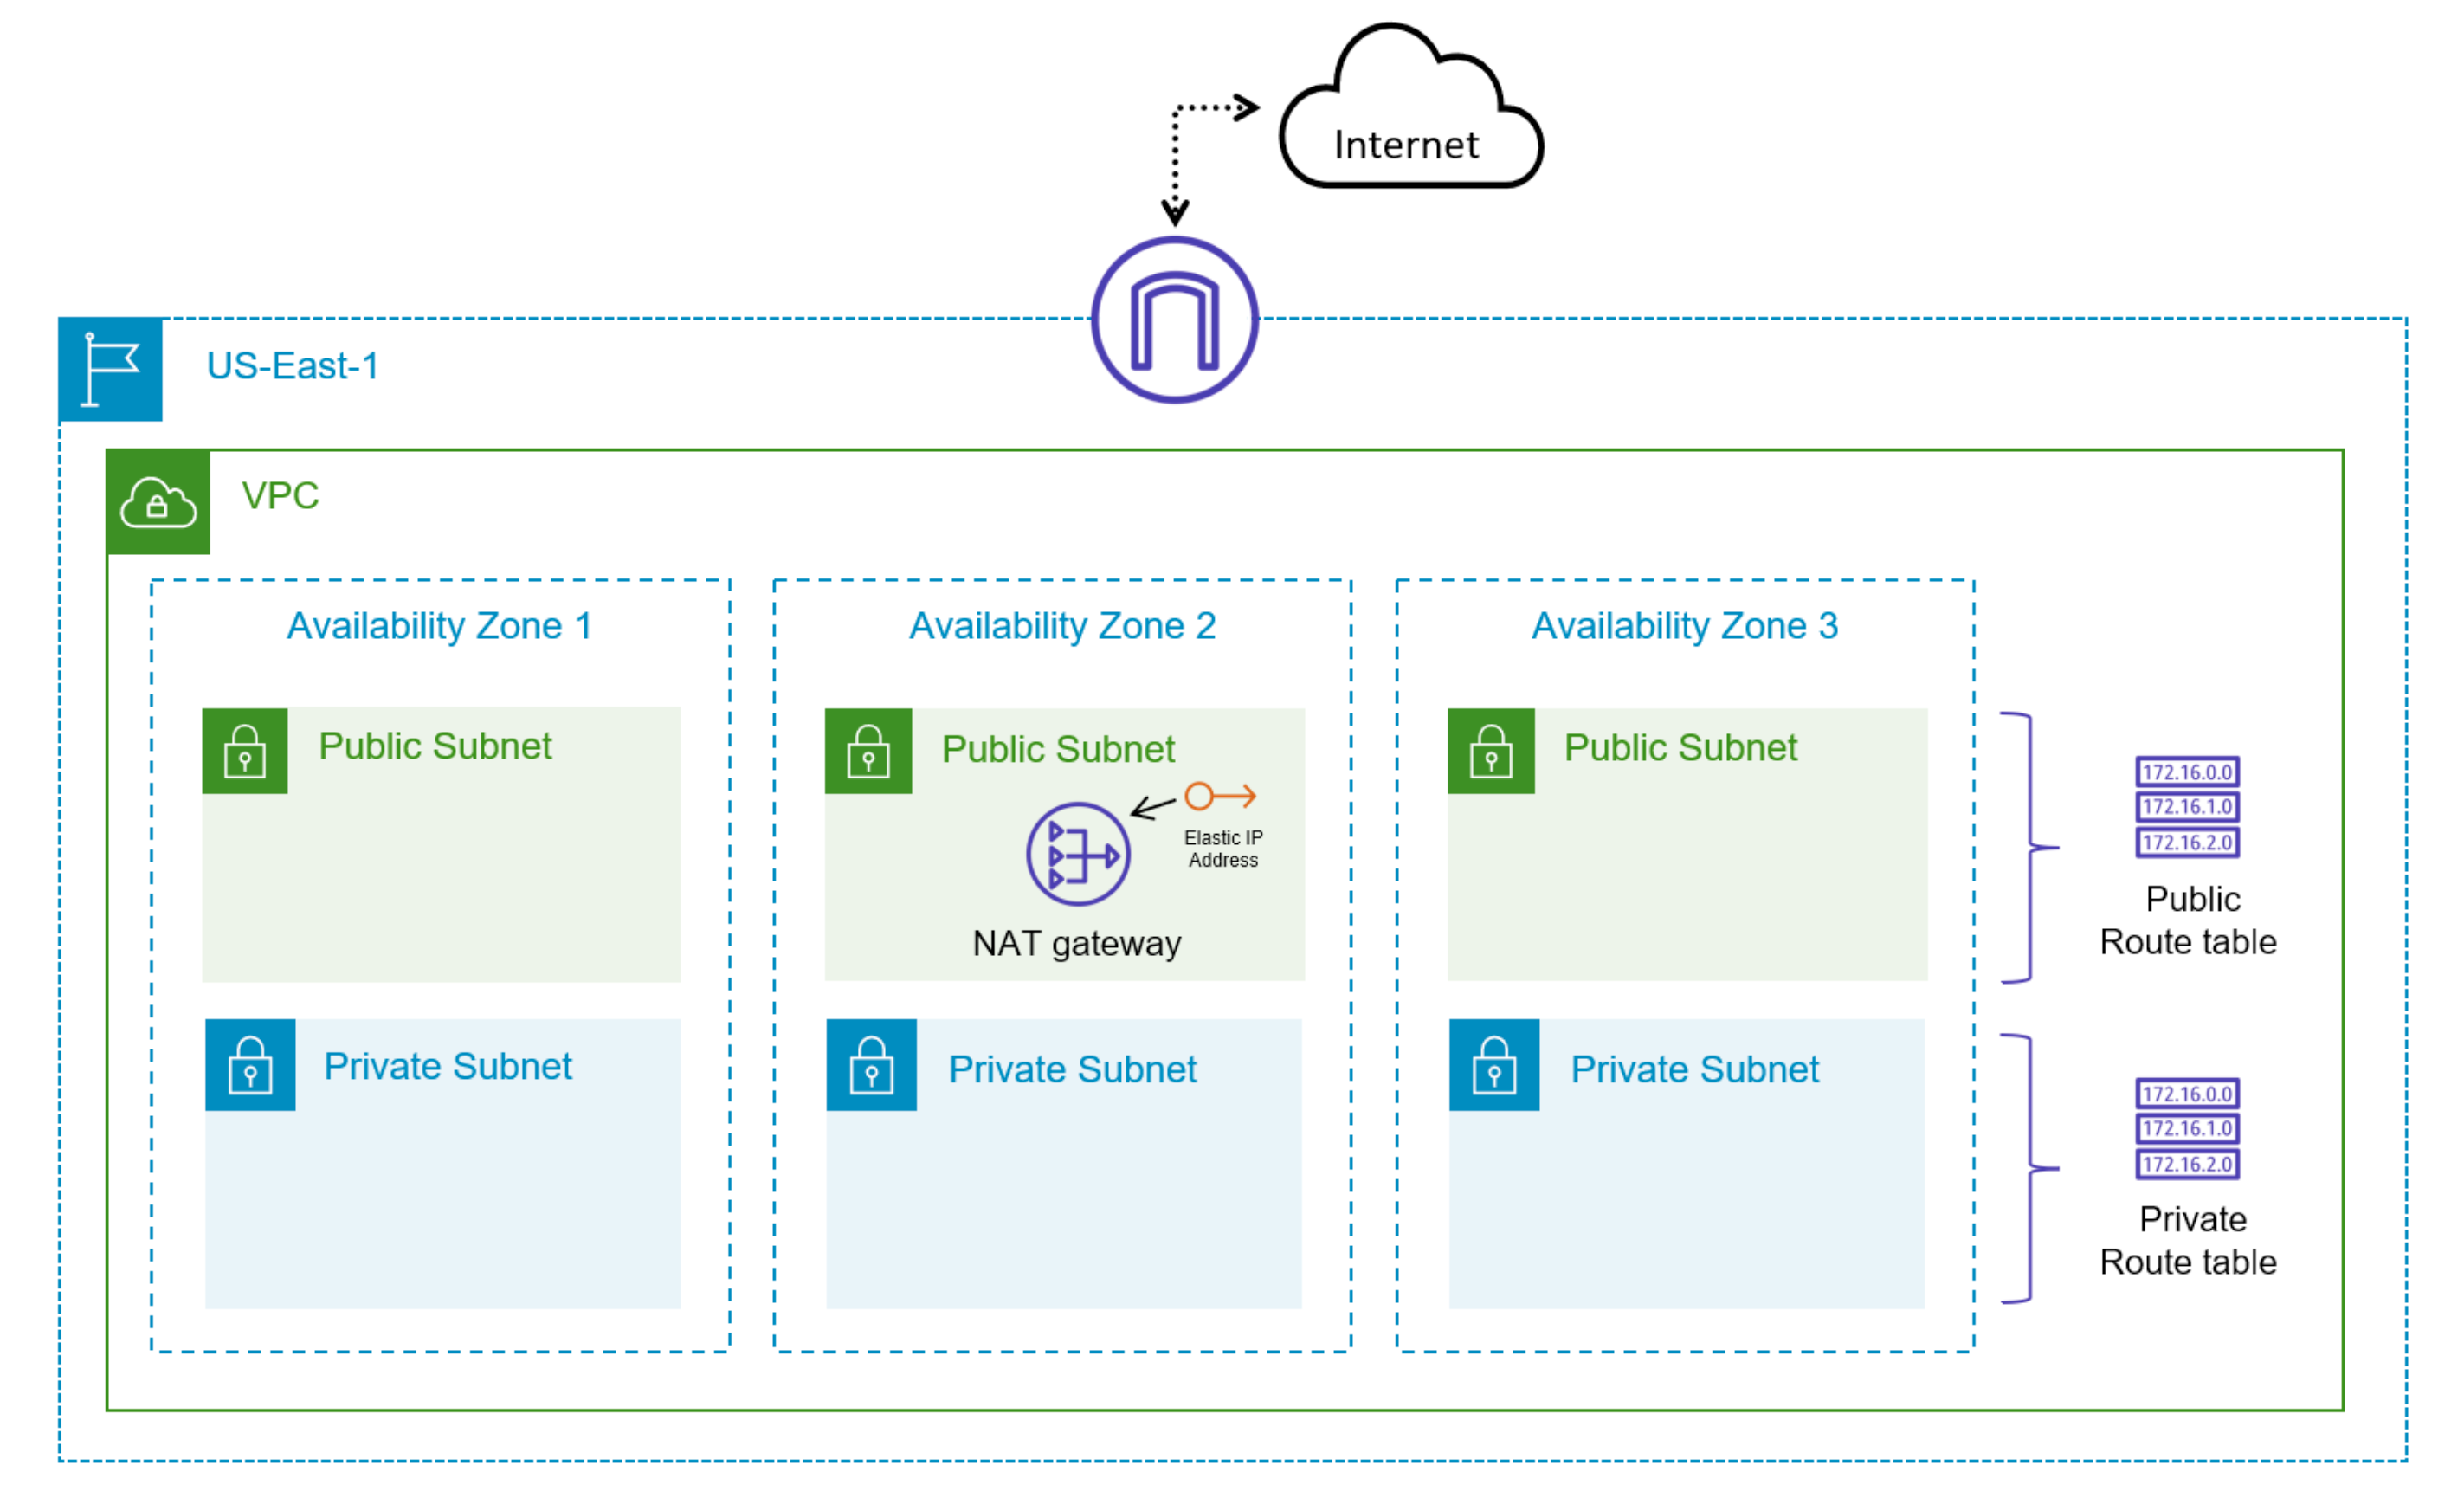 Internet
US-East-1
VPC
Availability Zone 1
Availability Zone 2
Availability Zone 3
Public Subnet
Public Subnet
Public Subnet
Elastic IP
Address
NAT gateway
172.16.0.0
172.16.1.0
172.16.2.0
Public
Route table
Private Subnet
Private Subnet
Private Subnet
172.16.0.0
172.16.1.0
172.16.2.0
Private
Route table